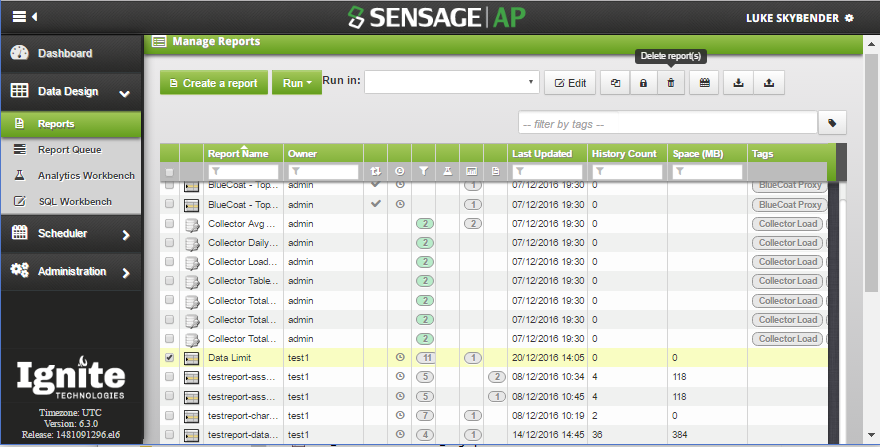 SENSAGE AP
LUKE SKYBENDER
Manage Reports
Dashboard
Data Design
Reports
Report Queue
Analytics Workbench
SQL Workbench
Scheduler
Administration
Ignite
TECHNOLOGIES
Timezone: UTC
Version: 6.3.0
Release: 1481091296.el6
Delete report(s)
Create a report Run Run in: Edit
-- filter by tags --
Report Name Owner Last Updated History Count Space (MB) Tags
BlueCoat - Top... admin 1 07/12/2016 19:30 0 BlueCoat Proxy
BlueCoat - Top... admin 1 07/12/2016 19:30 0 BlueCoat Proxy
Collector Avg ... admin 2 2 07/12/2016 19:30 0 Collector Load
Collector Daily... admin 2 07/12/2016 19:30 0 Collector Load
Collector Load... admin 2 07/12/2016 19:30 0 Collector Load
Collector Table... admin 2 07/12/2016 19:30 0 Collector Load
Collector Total... admin 2 07/12/2016 19:30 0 Collector Load
Collector Total... admin 2 07/12/2016 19:30 0 Collector Load
Collector Total... admin 2 07/12/2016 19:30 0 Collector Load
Data Limit test1 11 1 20/12/2016 14:05 0 0
testreport-ass... test1 5 2 08/12/2016 10:34 4 118
testreport-ass... test1 5 1 08/12/2016 10:45 4 118
testreport-char... test1 7 1 08/12/2016 10:19 2 0
testreport-data... test1 4 1 14/12/2016 14:45 36 384